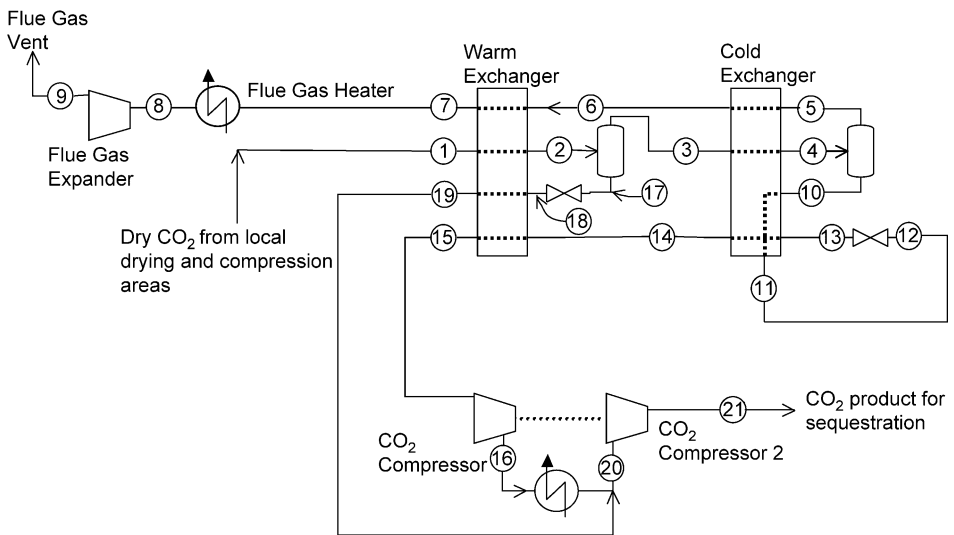 Flue Gas
Vent
9
8
Flue Gas Heater
Flue Gas
Expander
Dry CO2 from local
drying and compression
areas
Warm
Exchanger
Cold
Exchanger
7
6
5
1
2
3
4
19
18
17
10
15
14
13
12
11
CO2
Compressor
16
20
21
CO2
Compressor 2
CO2 product for
sequestration